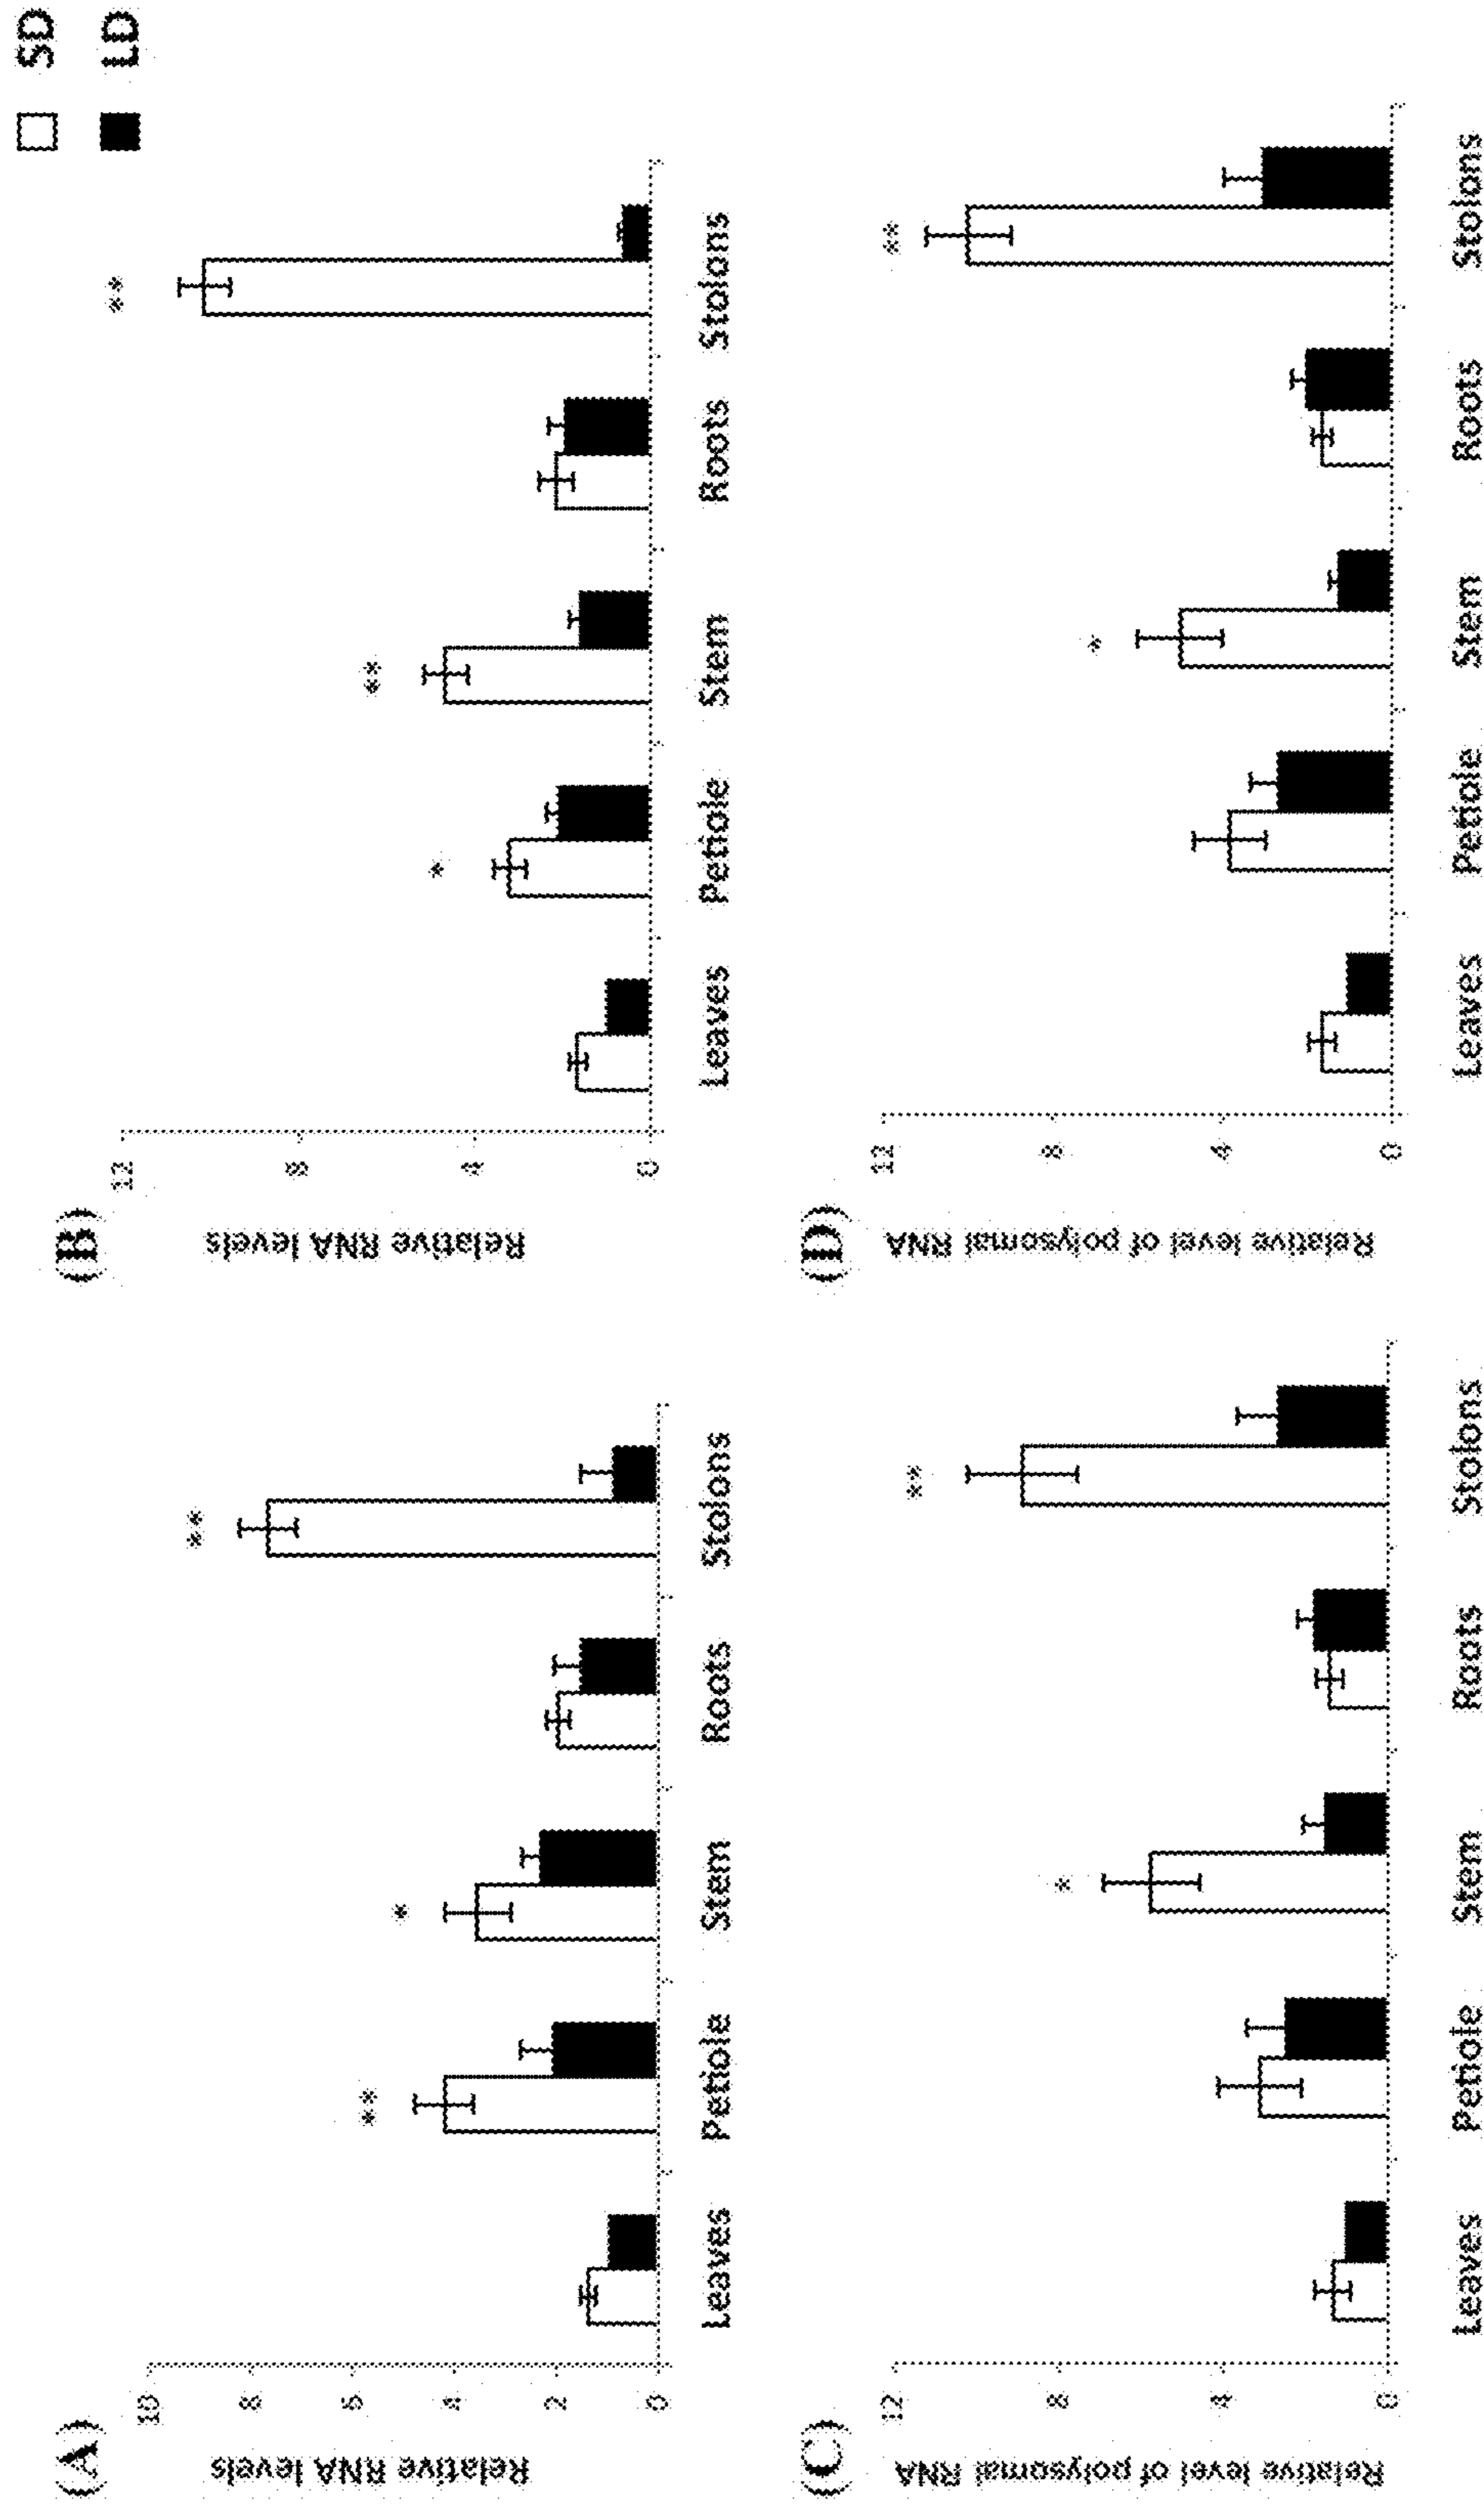 SD
LD
(A)
Relative RNA levels
10
8
6
4
2
0
**
*
**
Leaves Petiole Stem Roots Stolons
(B)
Relative RNA levels
12
8
4
0
*
**
**
Leaves Petiole Stem Roots Stolons
(C)
Relative level of polysomal RNA
12
8
4
0
*
**
Leaves Petiole Stem Roots Stolons
(D)
Relative level of polysomal RNA
12
8
4
0
*
**
Leaves Petiole Stem Roots Stolons